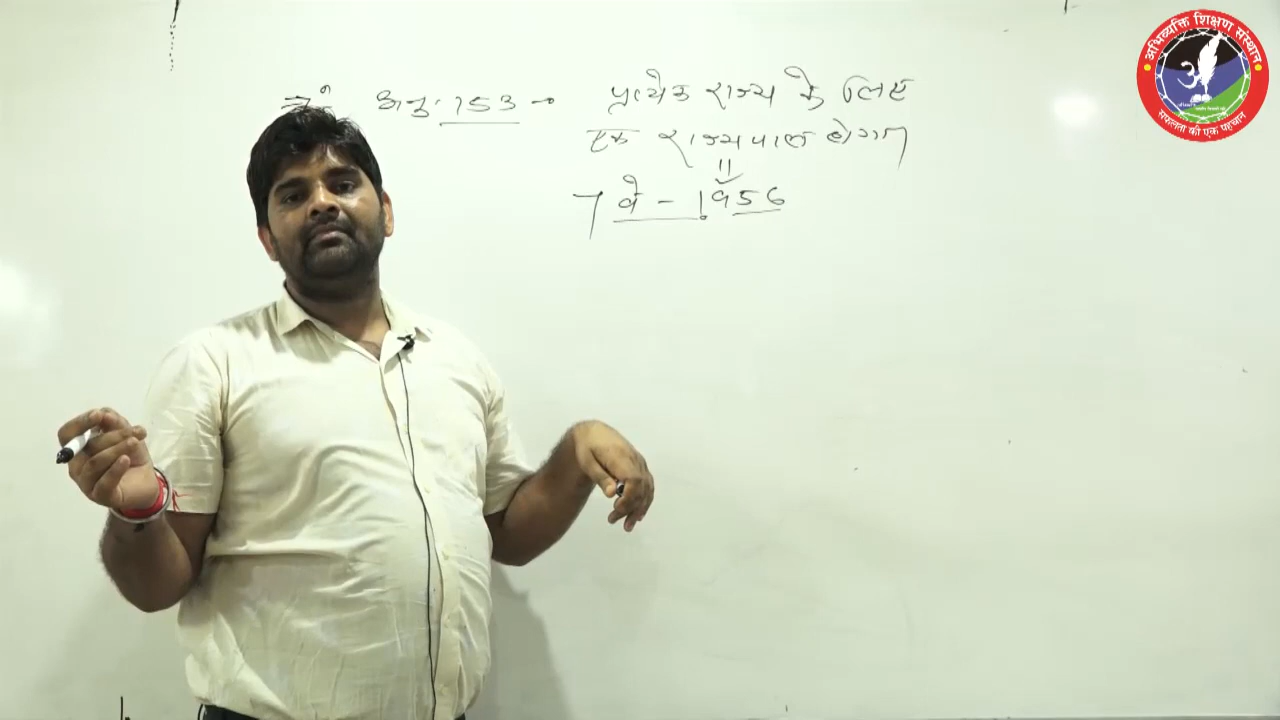 अनु. 153 → प्रत्येक राज्य के लिए
एक राज्यपाल होगा
7 वे - 1956
अभिव्यक्ति शिक्षण संस्थान
सफलता की एक पहचान